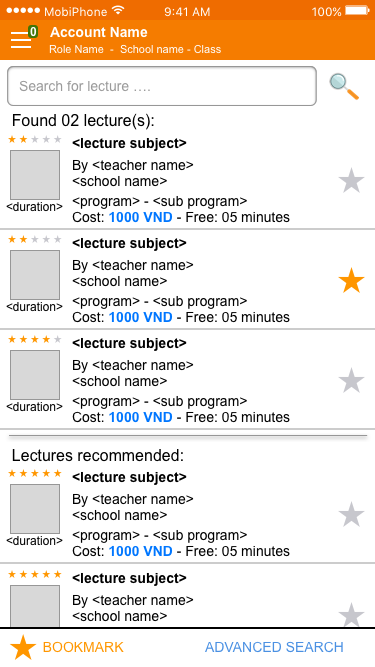 MobiPhone 9:41 AM 100%
0 Account Name
Role Name - School name - Class
Search for lecture ....
Found 02 lecture(s):
<lecture subject>
By <teacher name>
<school name>
<duration>
<program> - <sub program>
Cost: 1000 VND - Free: 05 minutes
<lecture subject>
By <teacher name>
<school name>
<duration>
<program> - <sub program>
Cost: 1000 VND - Free: 05 minutes
<lecture subject>
By <teacher name>
<school name>
<duration>
<program> - <sub program>
Cost: 1000 VND - Free: 05 minutes
Lectures recommended:
<lecture subject>
By <teacher name>
<school name>
<duration>
<program> - <sub program>
Cost: 1000 VND - Free: 05 minutes
<lecture subject>
By <teacher name>
<school name>
BOOKMARK ADVANCED SEARCH